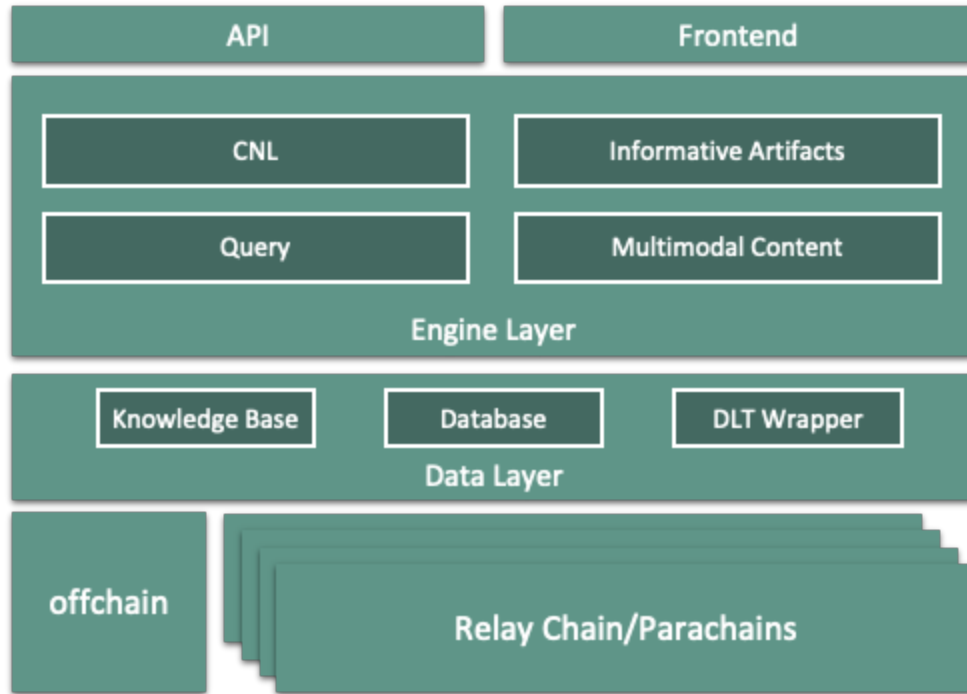 API
Frontend
CNL
Informative Artifacts
Query
Multimodal Content
Engine Layer
Knowledge Base
Database
DLT Wrapper
Data Layer
offchain
Relay Chain/Parachains